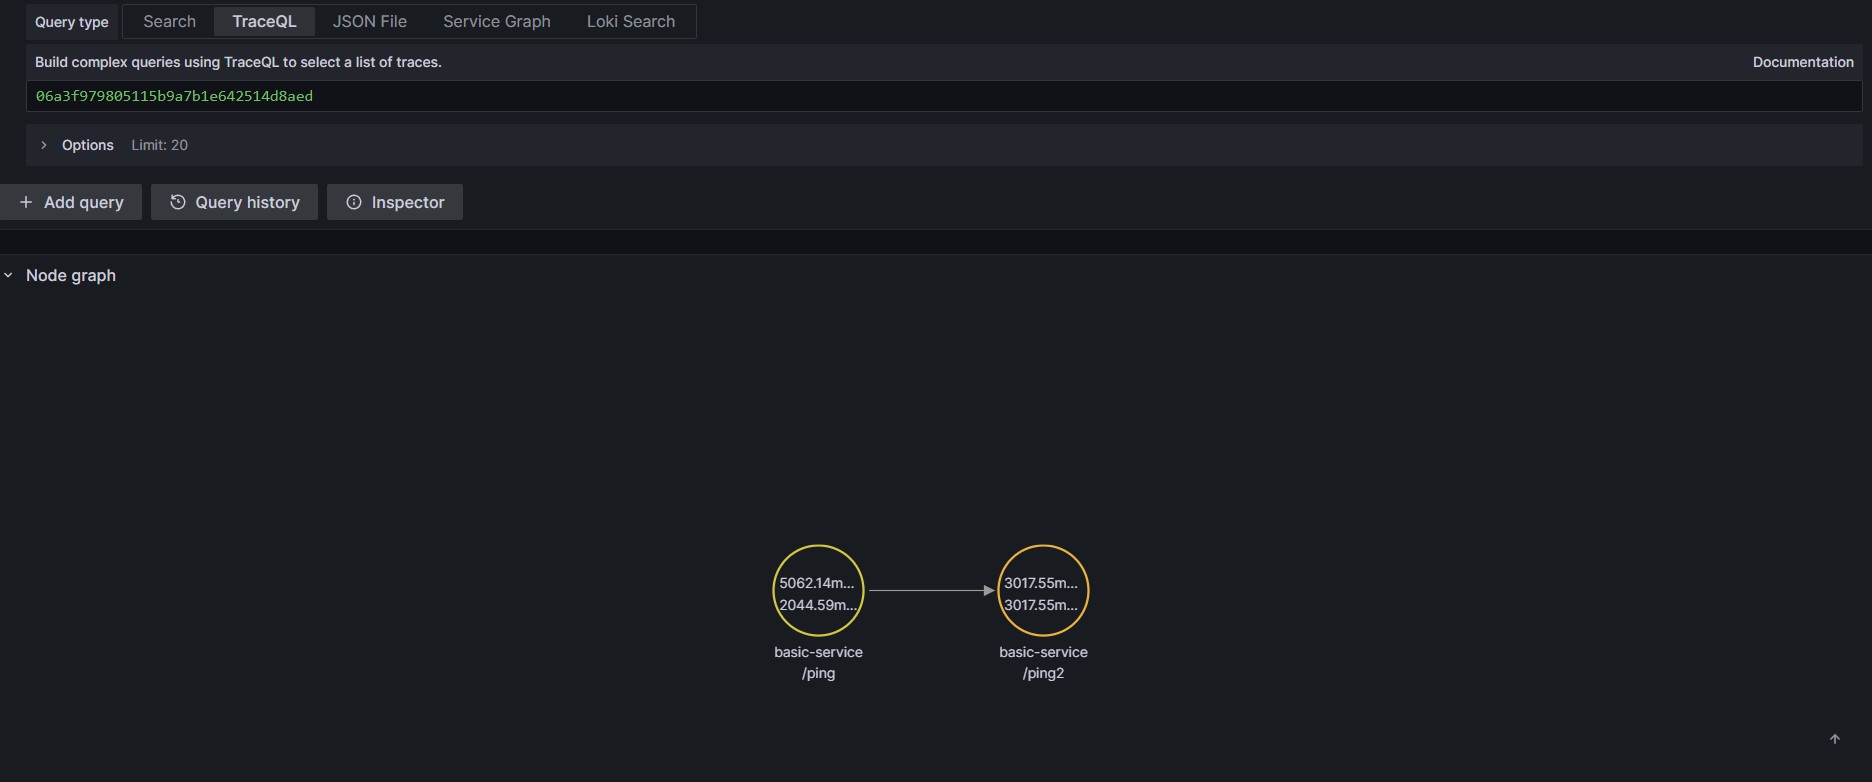 Query type Search TraceQL JSON File Service Graph Loki Search
Build complex queries using TraceQL to select a list of traces. Documentation
06a3f979805115b9a7b1e642514d8aed
Options Limit: 20
Add query Query history Inspector
Node graph
5062.14m... 3017.55m...
2044.59m... 3017.55m...
basic-service basic-service
/ping /ping2